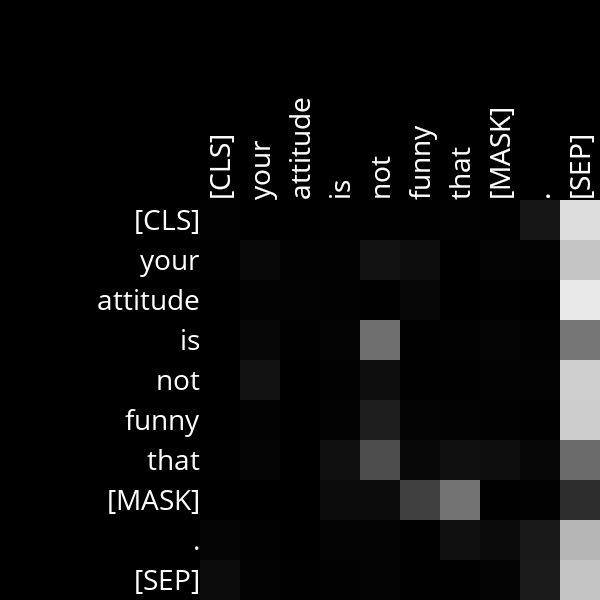 [CLS]
your
attitude
is
not
funny
that
[MASK]
.
[SEP]
[CLS]
your
attitude
is
not
funny
that
[MASK]
.
[SEP]